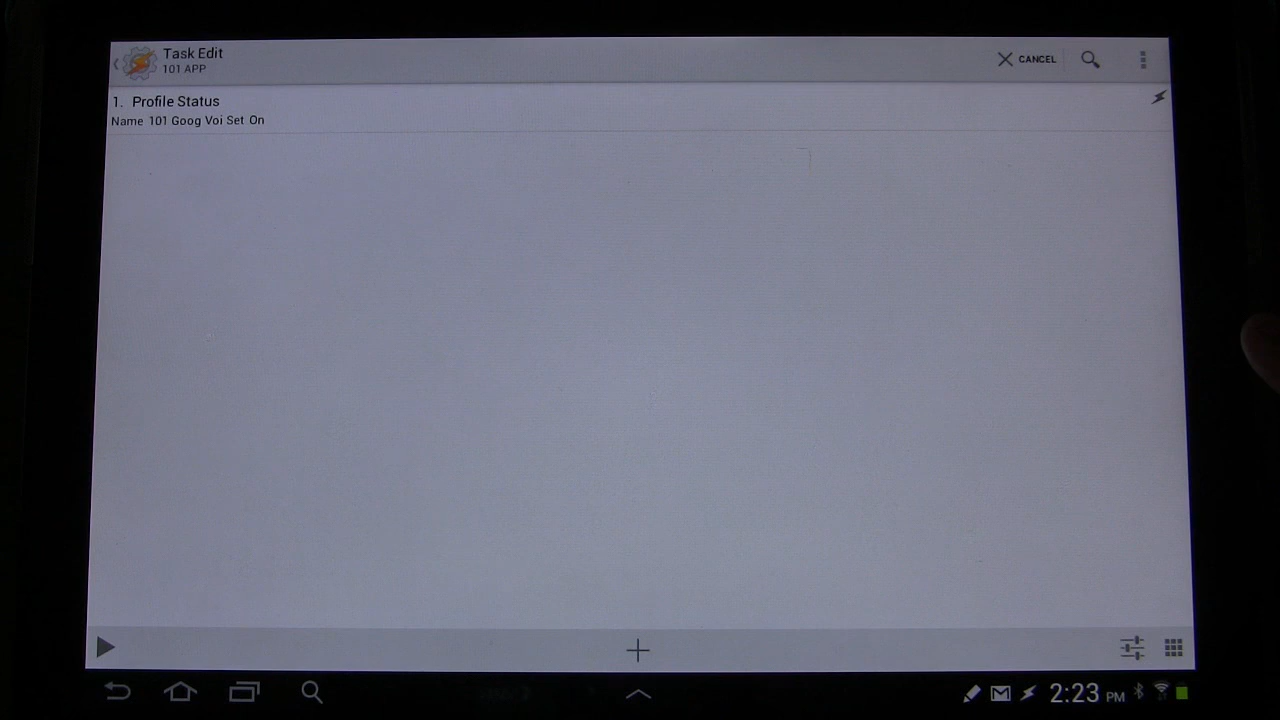 Task Edit
101 APP
CANCEL
1. Profile Status
Name 101 Goog Voi Set On
2:23 PM